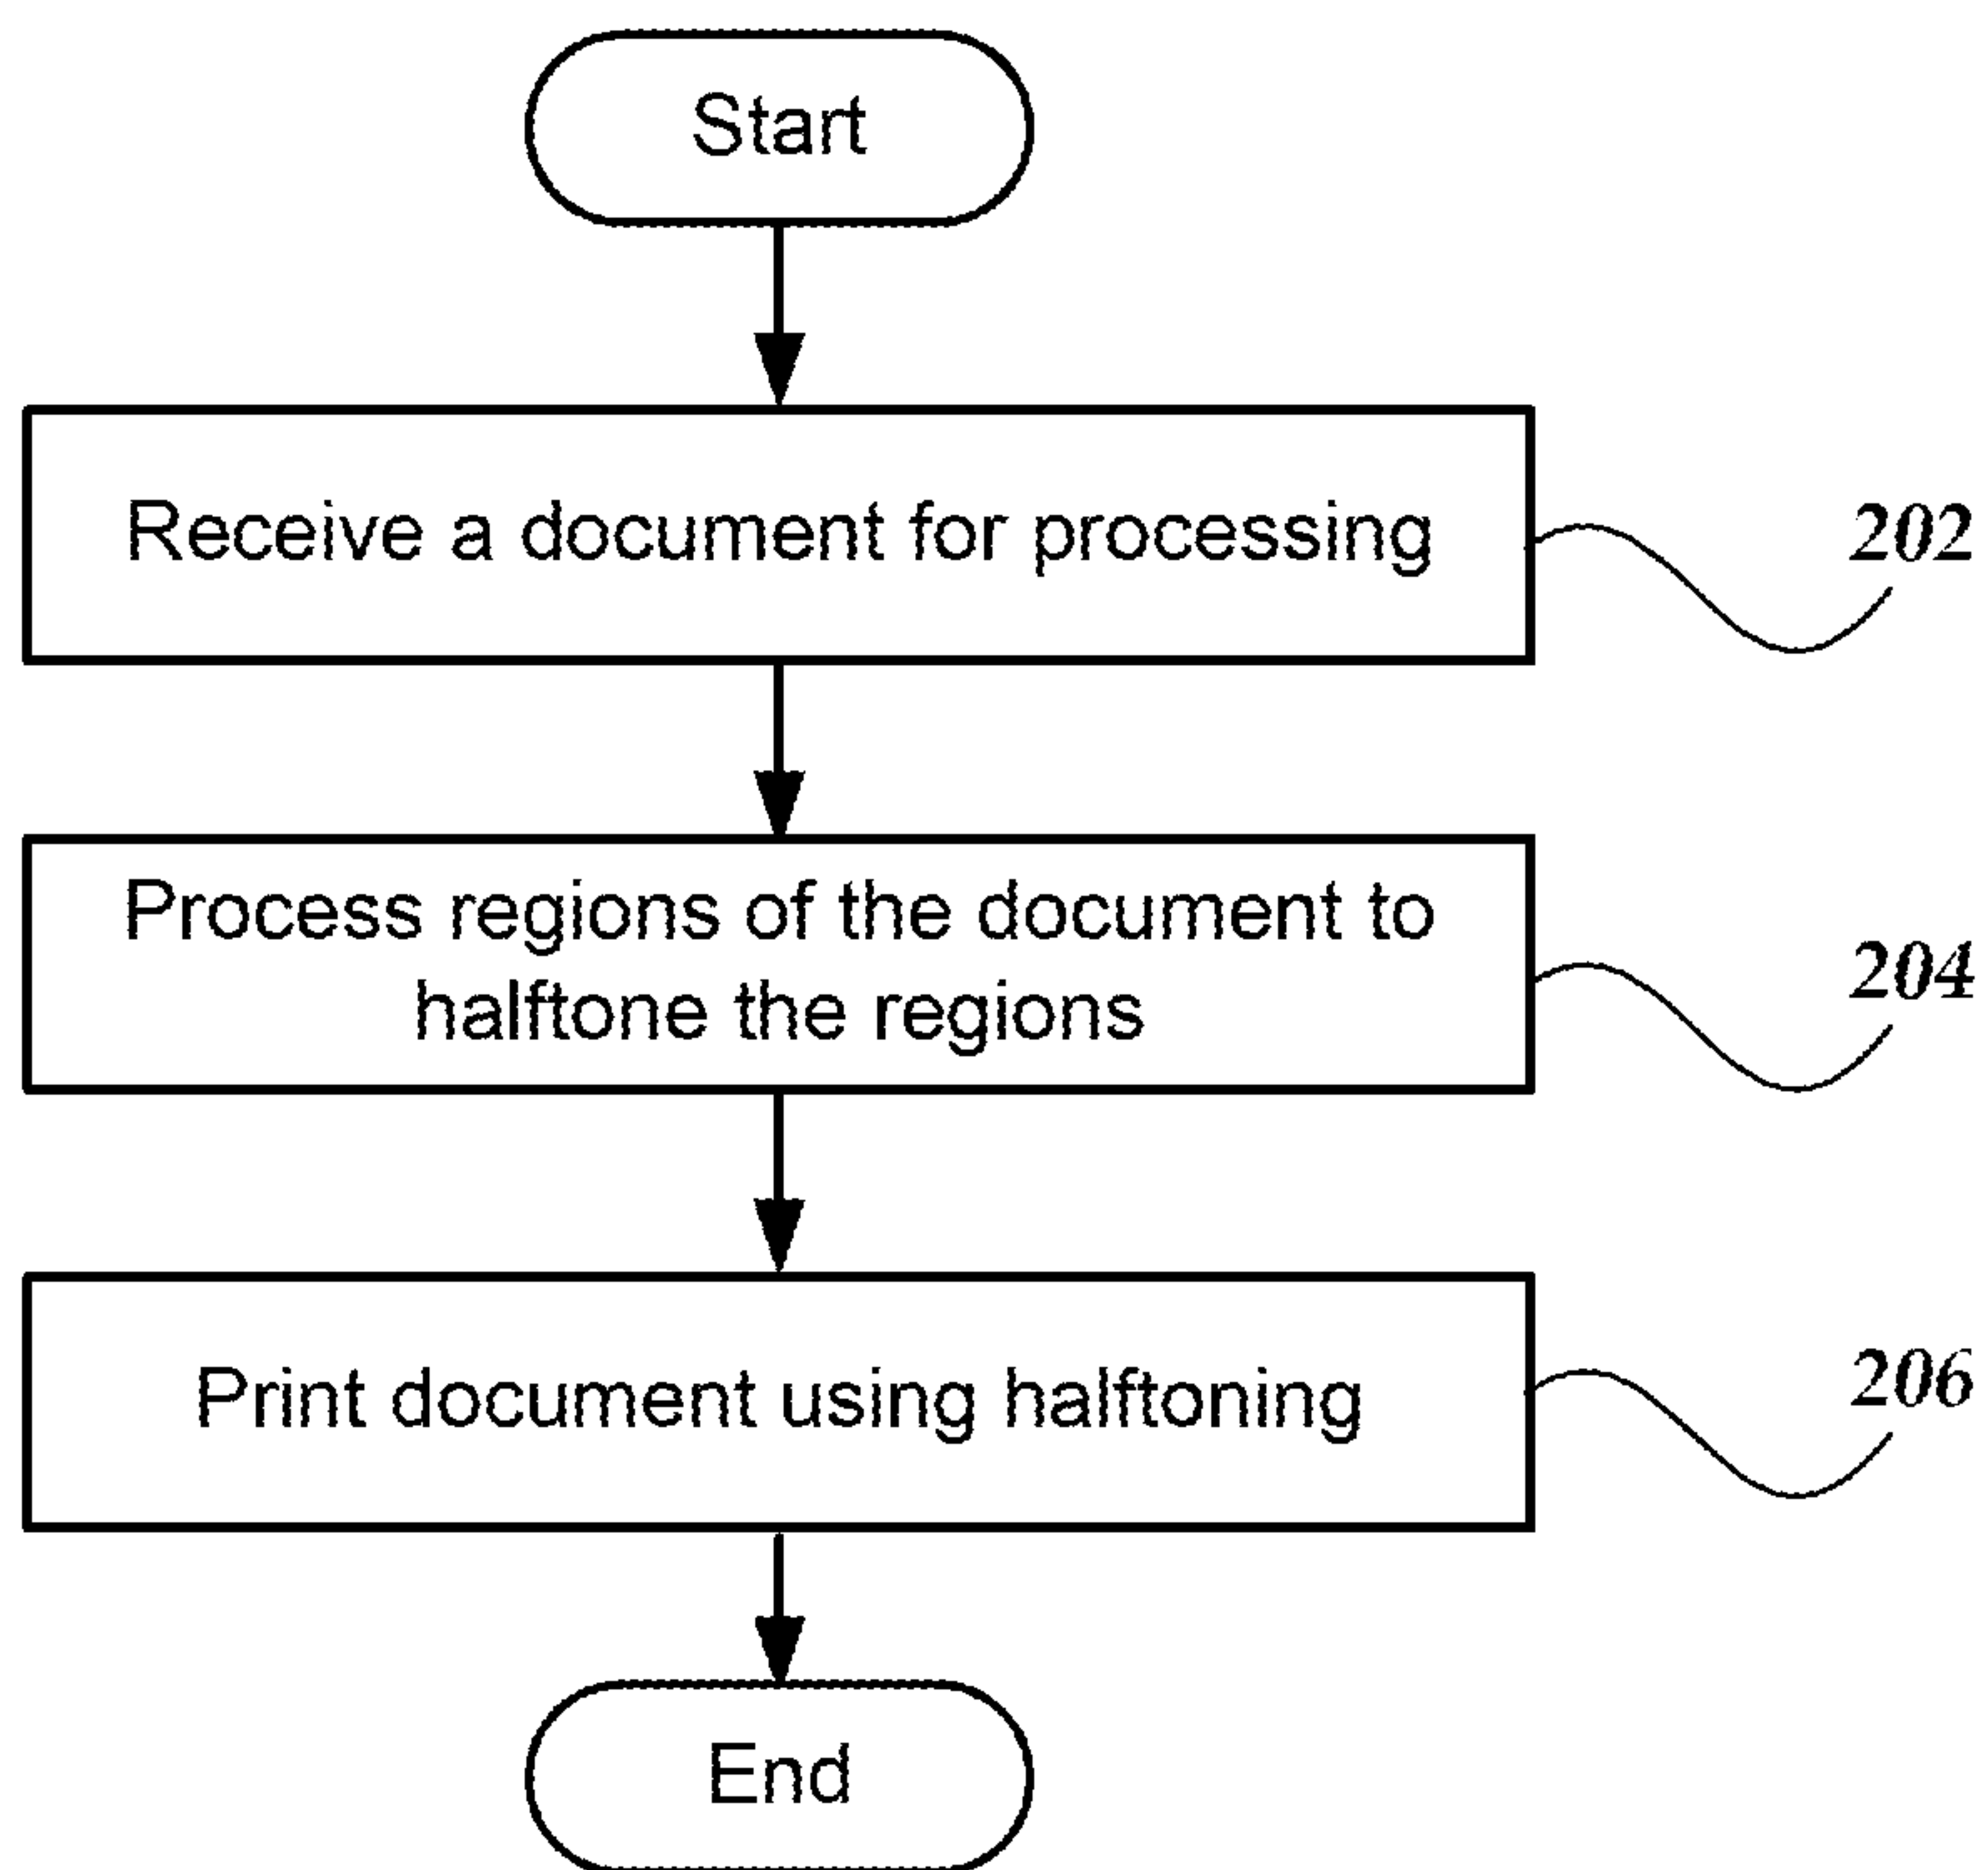 Start
Receive a document for processing
202
Process regions of the document to
halftone the regions
204
Print document using halftoning
206
End